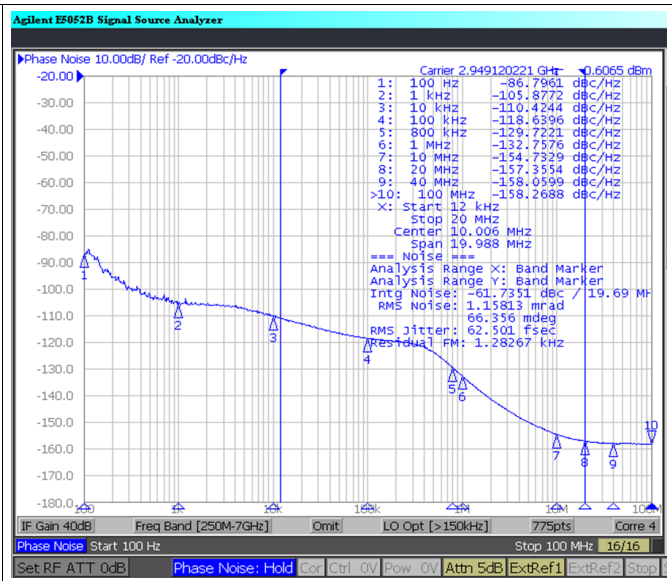 Agilent E5052B Signal Source Analyzer
▶Phase Noise 10.00dB/ Ref -20.00dBc/Hz
Carrier 2.949120221 GHz 0.6065 dBm
1: 100 Hz -86.7961 dBc/Hz
2: 1 kHz -105.8772 dBc/Hz
3: 10 kHz -110.4244 dBc/Hz
4: 100 kHz -118.6396 dBc/Hz
5: 800 kHz -129.7221 dBc/Hz
6: 1 MHz -132.7576 dBc/Hz
7: 10 MHz -154.7329 dBc/Hz
8: 20 MHz -157.3554 dBc/Hz
9: 40 MHz -158.0599 dBc/Hz
>10: 100 MHz -158.2688 dBc/Hz
X: Start 12 kHz
Stop 20 MHz
Center 10.006 MHz
Span 19.988 MHz
=== Noise ===
Analysis Range X: Band Marker
Analysis Range Y: Band Marker
Intg Noise: -61.7351 dBc / 19.69 MH
RMS Noise: 1.15813 mrad
66.356 mdeg
RMS Jitter: 62.501 fsec
Residual FM: 1.28267 kHz
-20.00
-30.00
-40.00
-50.00
-60.00
-70.00
-80.00
-90.00
-100.0
-110.0
-120.0
-130.0
-140.0
-150.0
-160.0
-170.0
-180.0
1
2
3
4
5
6
7
8
9
10
100 1k 10k 100k 1M 10M 100M
IF Gain 40dB Freq Band [250M-7GHz] Omit LO Opt [>150kHz] 775pts Corre 4
Phase Noise Start 100 Hz Stop 100 MHz 16/16
Set RF ATT 0dB Phase Noise: Hold Cor Ctrl 0V Pow 0V Attn 5dB ExtRef1 ExtRef2 Stop